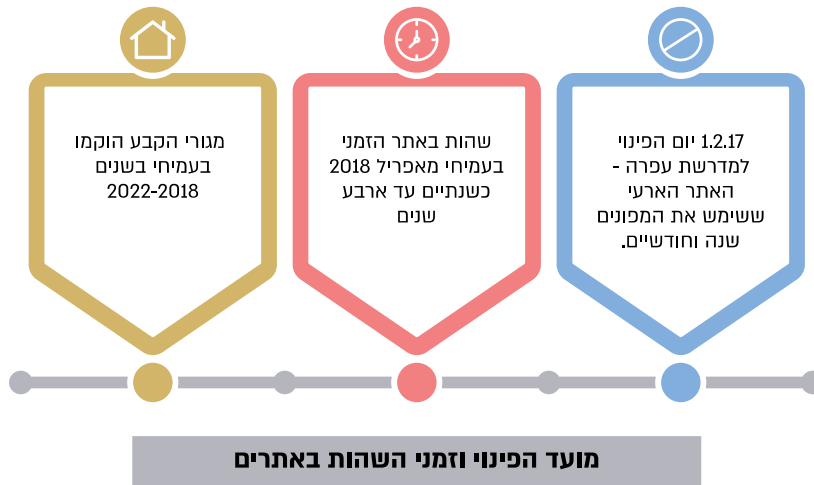 1.2.17 יום הפינוי
למדרשת עפרה -
האתר הארעי
ששימש את המפונים
שנה וחודשיים.
שהות באתר הזמני
בעמיחי מאפריל 2018
כשנתיים עד ארבע
שנים
מגורי הקבע הוקמו
בעמיחי בשנים
2022-2018
מועד הפינוי וזמני השהות באתרים